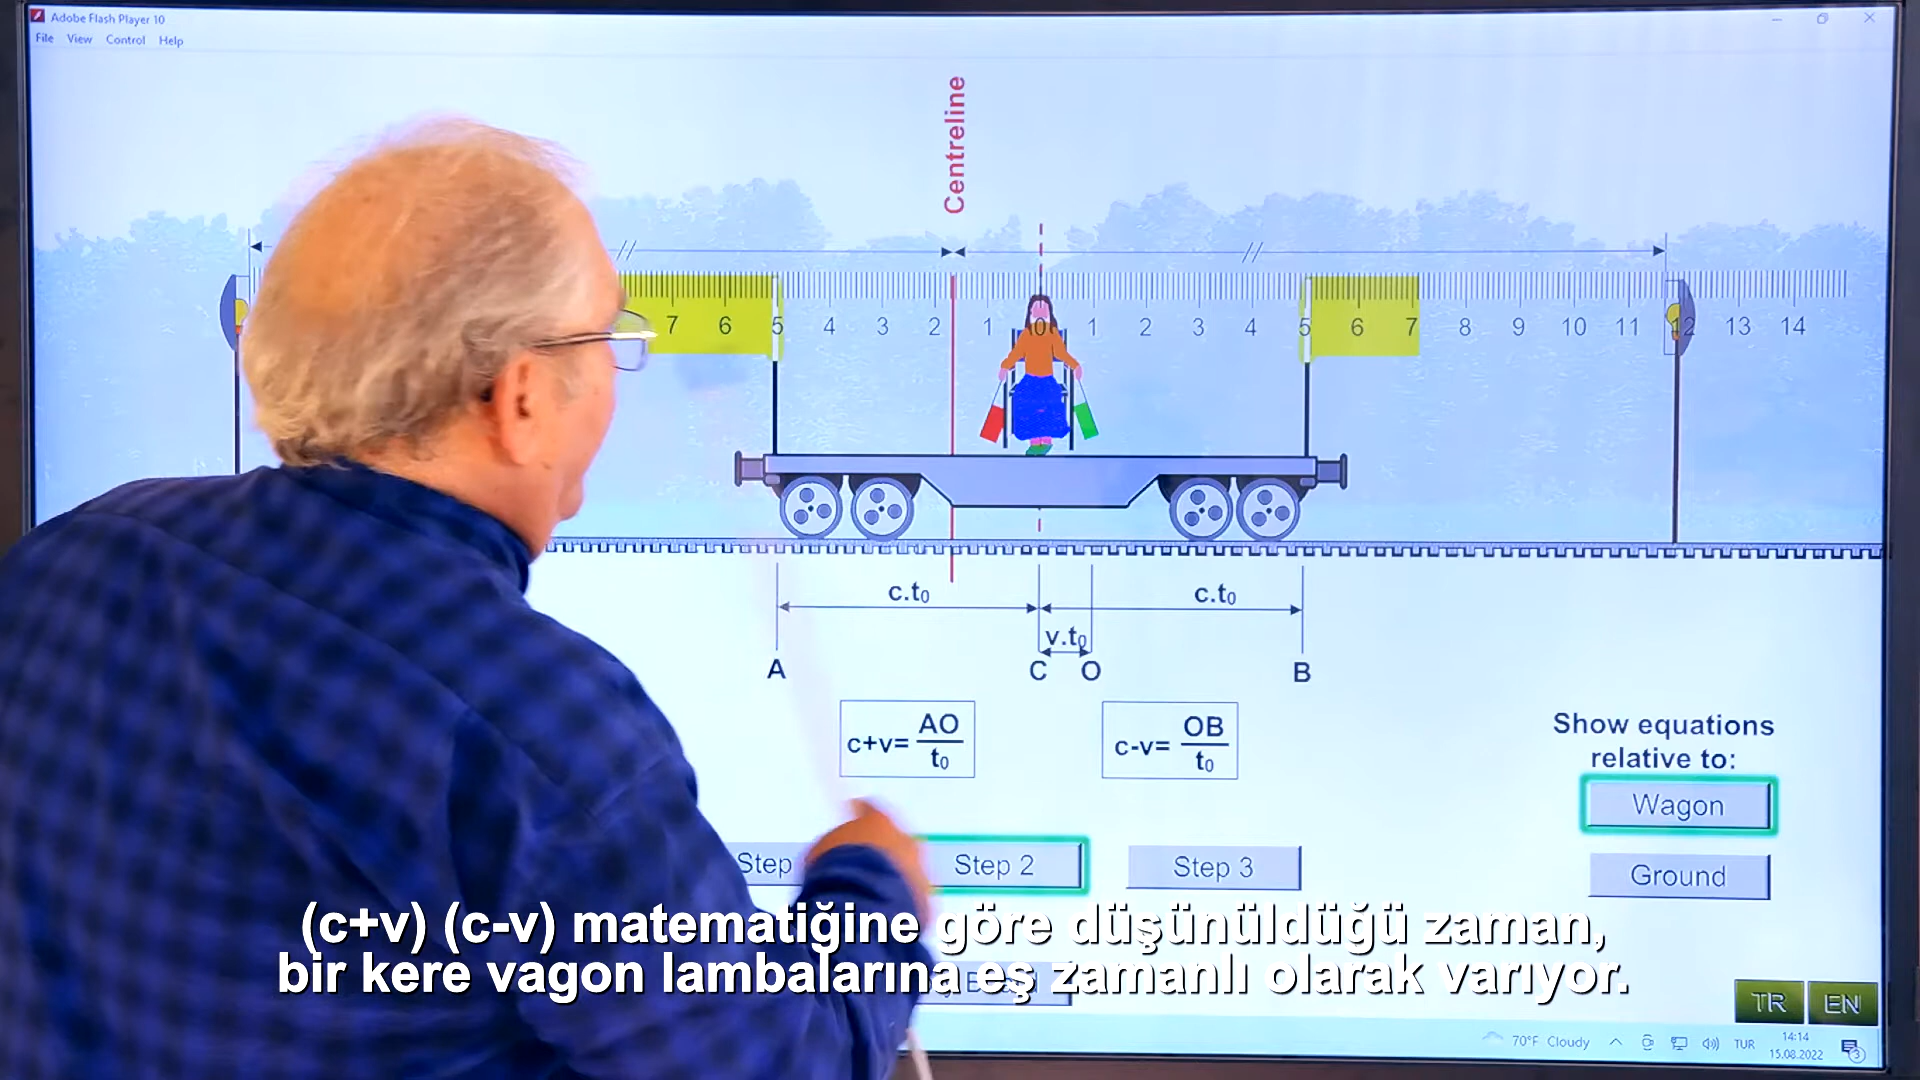 Adobe Flash Player 10
File View Control Help
Centreline
7 6 5 4 3 2 1 0 1 2 3 4 5 6 7 8 9 10 11 12 13 14
c.t₀ c.t₀
v.t₀
A C O B
c+v= AO/t₀ c-v= OB/t₀
Show equations
relative to:
Wagon
Ground
Step Step 2 Step 3
(c+v) (c-v) matematiğine göre düşünüldüğü zaman,
bir kere vagon lambalarına eş zamanlı olarak varıyor.
TR EN
70°F Cloudy TUR 14:14
15.08.2022
3